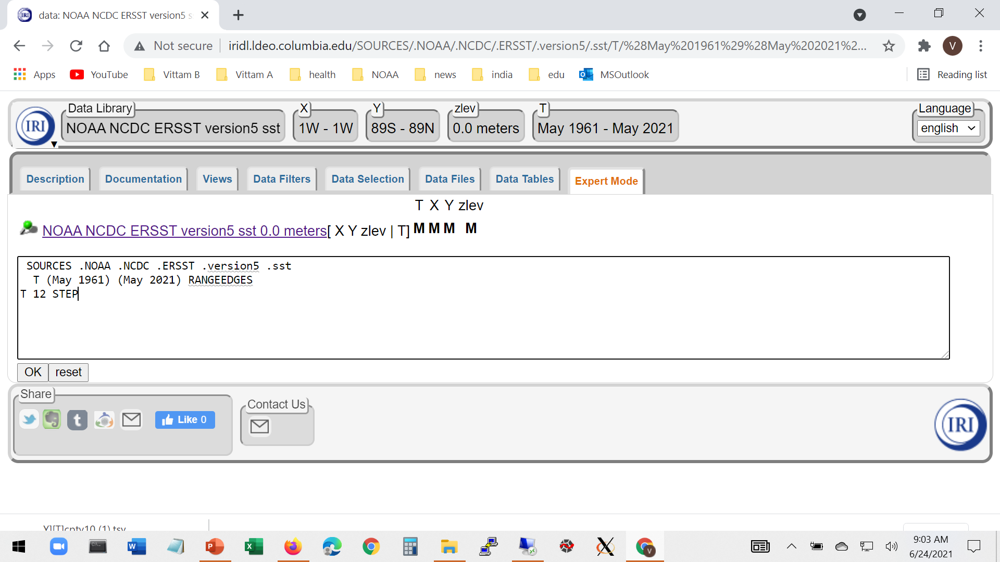 data: NOAA NCDC ERSST version5 s
Not secure
iridl.ldeo.columbia.edu/SOURCES/.NOAA/.NCDC/.ERSST/.version5/.sst/T/%28May%201961%29%28May%202021%2...
V
Apps YouTube Vittam B Vittam A health NOAA news india edu MSOutlook Reading list
Data Library X Y zlev T Language
IRI NOAA NCDC ERSST version5 sst 1W - 1W 89S - 89N 0.0 meters May 1961 - May 2021 english
Description Documentation Views Data Filters Data Selection Data Files Data Tables Expert Mode
T X Y zlev
NOAA NCDC ERSST version5 sst 0.0 meters[ X Y zlev | T] M M M M
SOURCES .NOAA .NCDC .ERSST .version5 .sst
T (May 1961) (May 2021) RANGEEDGES
T 12 STEP
OK reset
Share
Contact Us
Like 0
IRI
Y][T]cptv10 (1).tsv
9:03 AM
6/24/2021